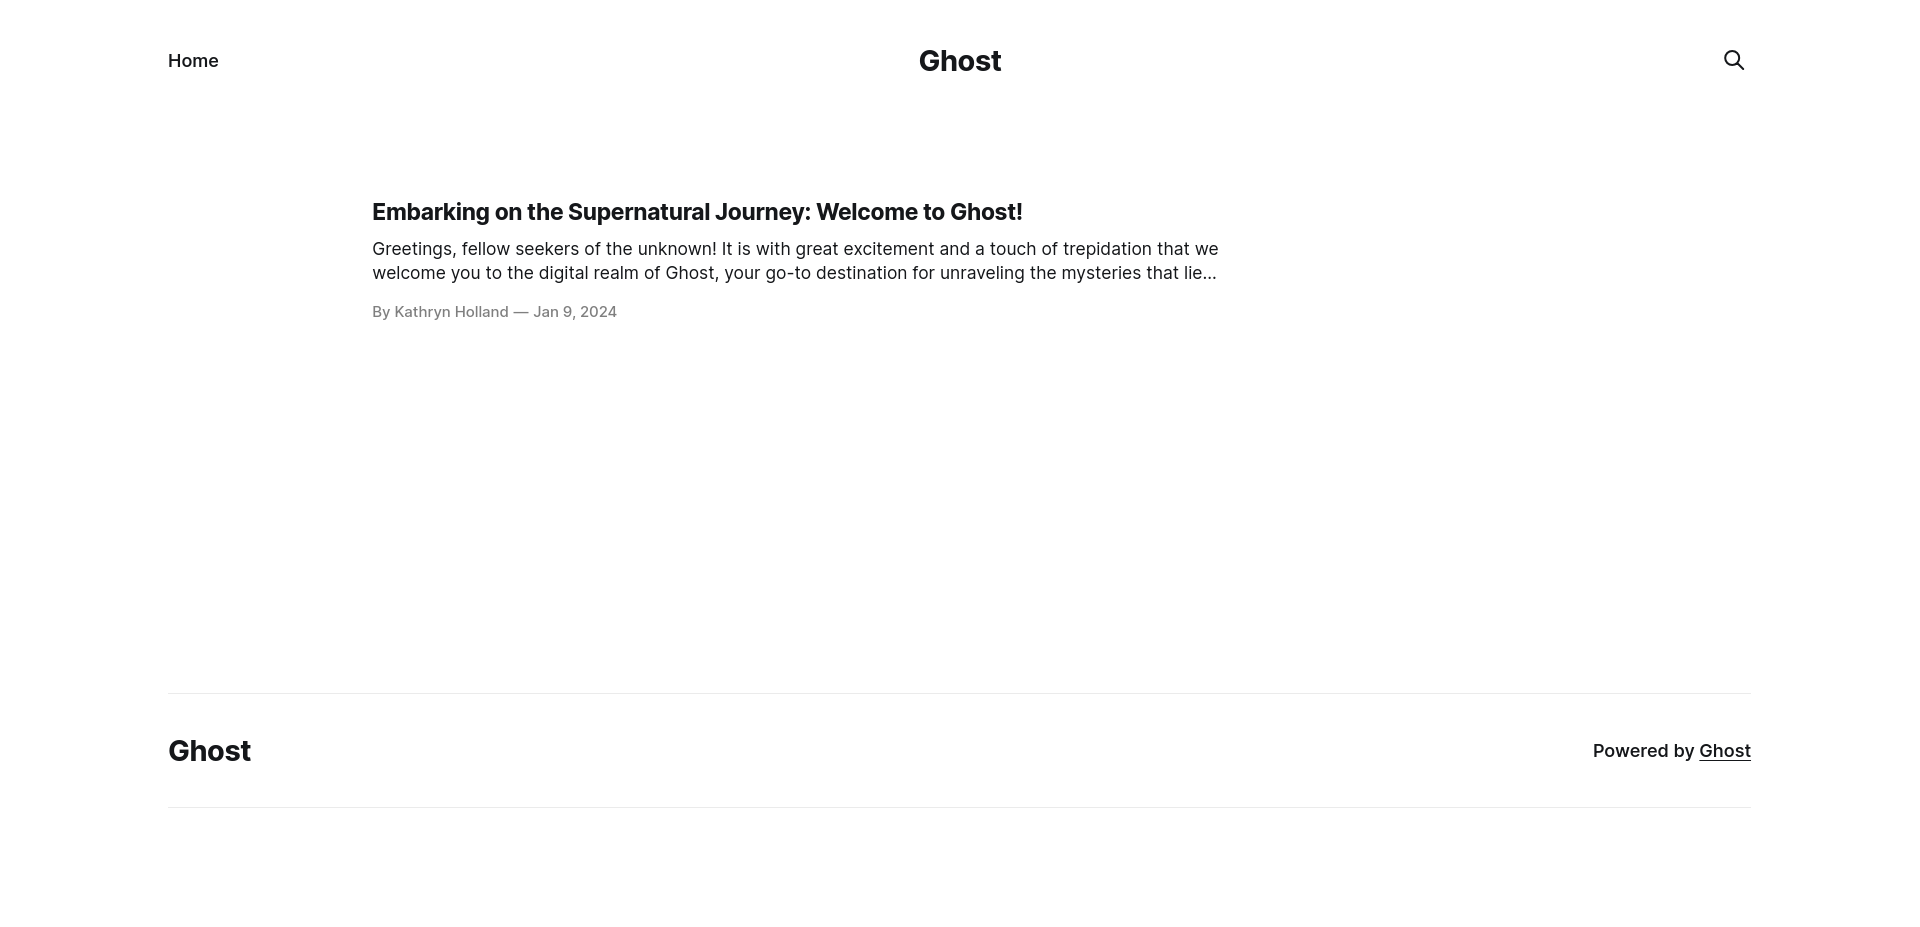 Home
Ghost
Embarking on the Supernatural Journey: Welcome to Ghost!
Greetings, fellow seekers of the unknown! It is with great excitement and a touch of trepidation that we
welcome you to the digital realm of Ghost, your go-to destination for unraveling the mysteries that lie...
By Kathryn Holland — Jan 9, 2024
Ghost
Powered by Ghost